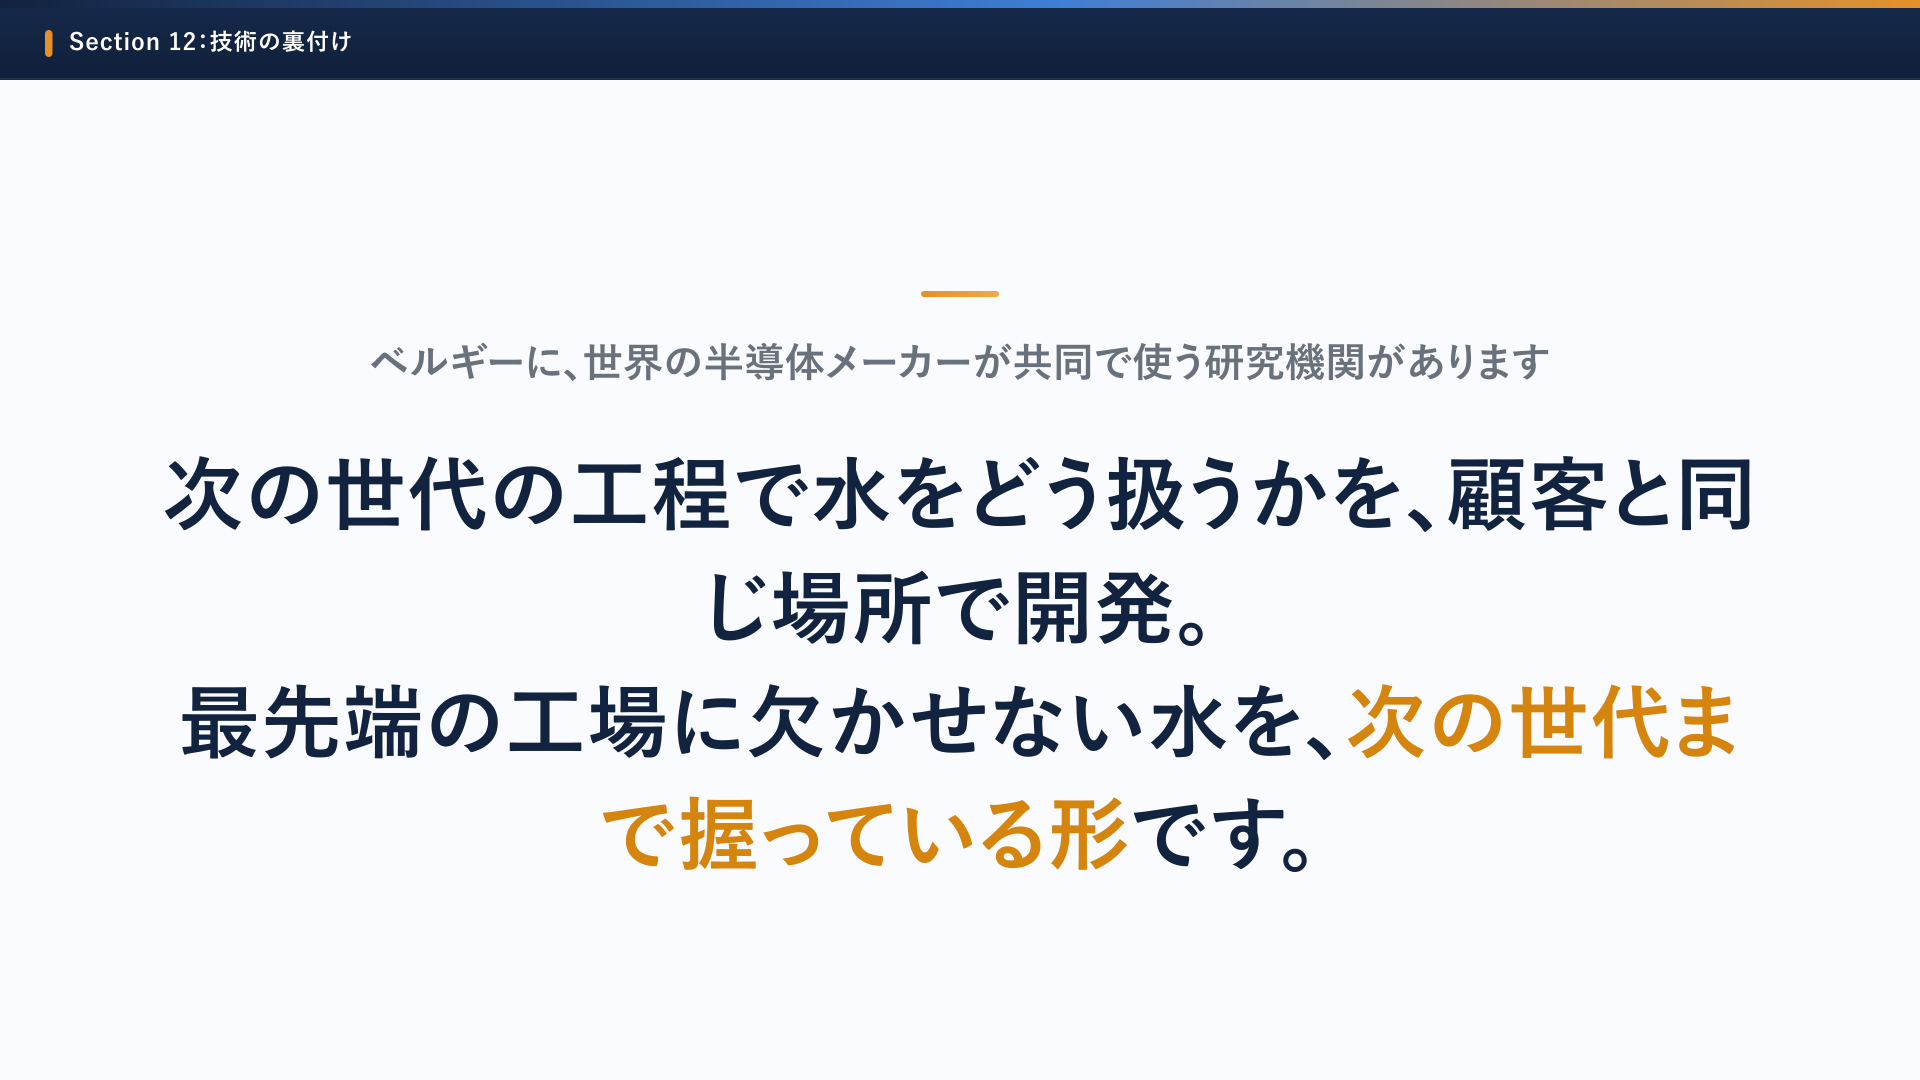 Section 12：技術の裏付け
ベルギーに、世界の半導体メーカーが共同で使う研究機関があります
次の世代の工程で水をどう扱うかを、顧客と同
じ場所で開発。
最先端の工場に欠かせない水を、次の世代ま
で握っている形です。